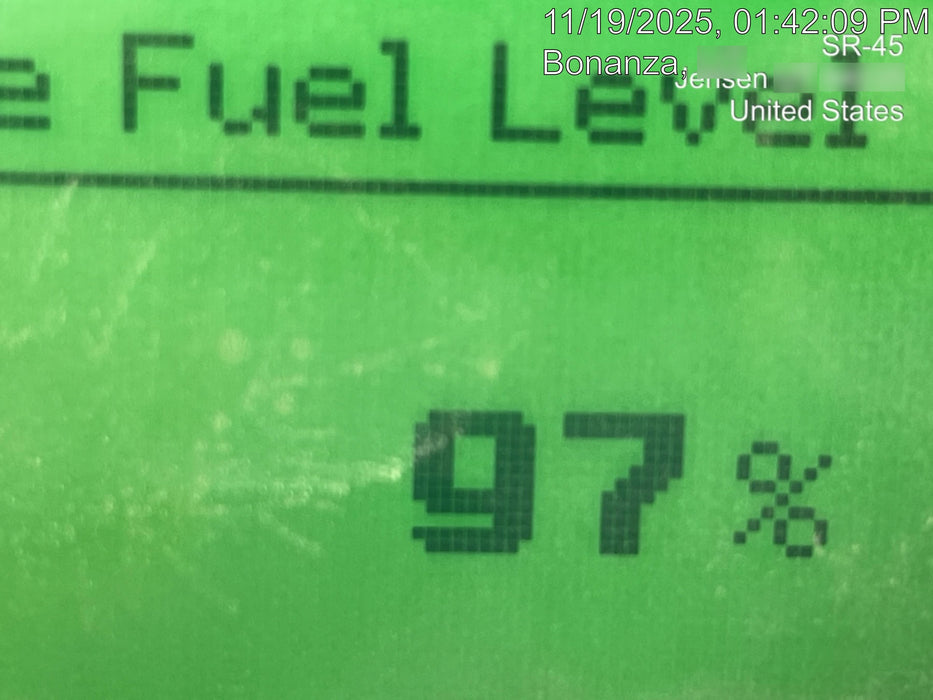 11/19/2025, 01:42:09 PM
SR-45
Bonanza,
Jensen
United States
e Fuel Level
97 %